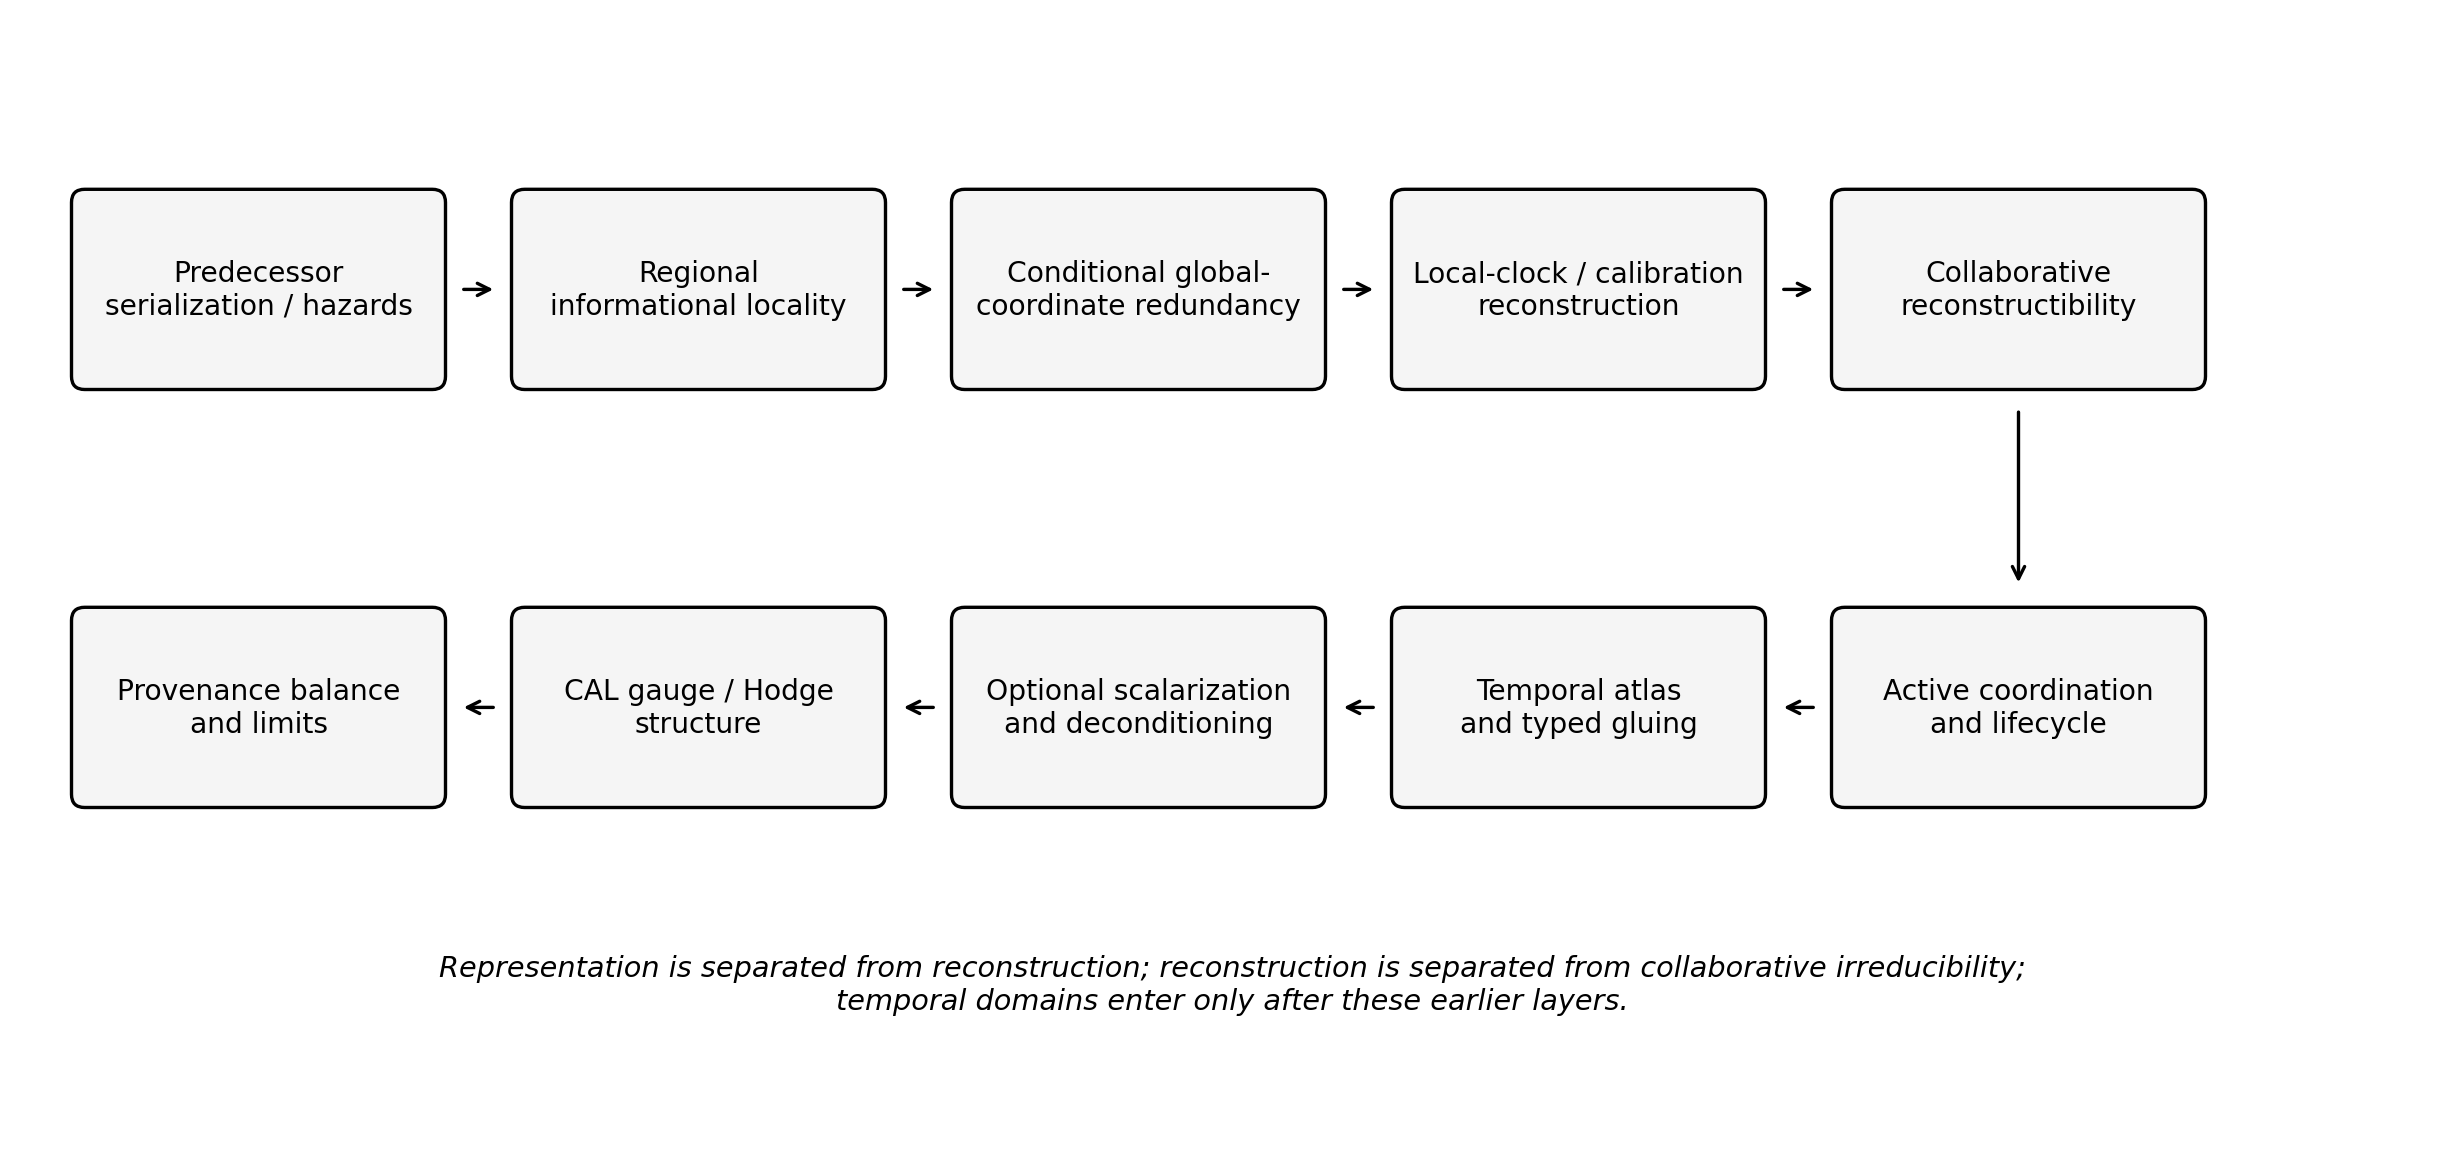 Predecessor
serialization / hazards
Regional
informational locality
Conditional global-
coordinate redundancy
Local-clock / calibration
reconstruction
Collaborative
reconstructibility
Active coordination
and lifecycle
Temporal atlas
and typed gluing
Optional scalarization
and deconditioning
CAL gauge / Hodge
structure
Provenance balance
and limits
Representation is separated from reconstruction; reconstruction is separated from collaborative irreducibility;
temporal domains enter only after these earlier layers.